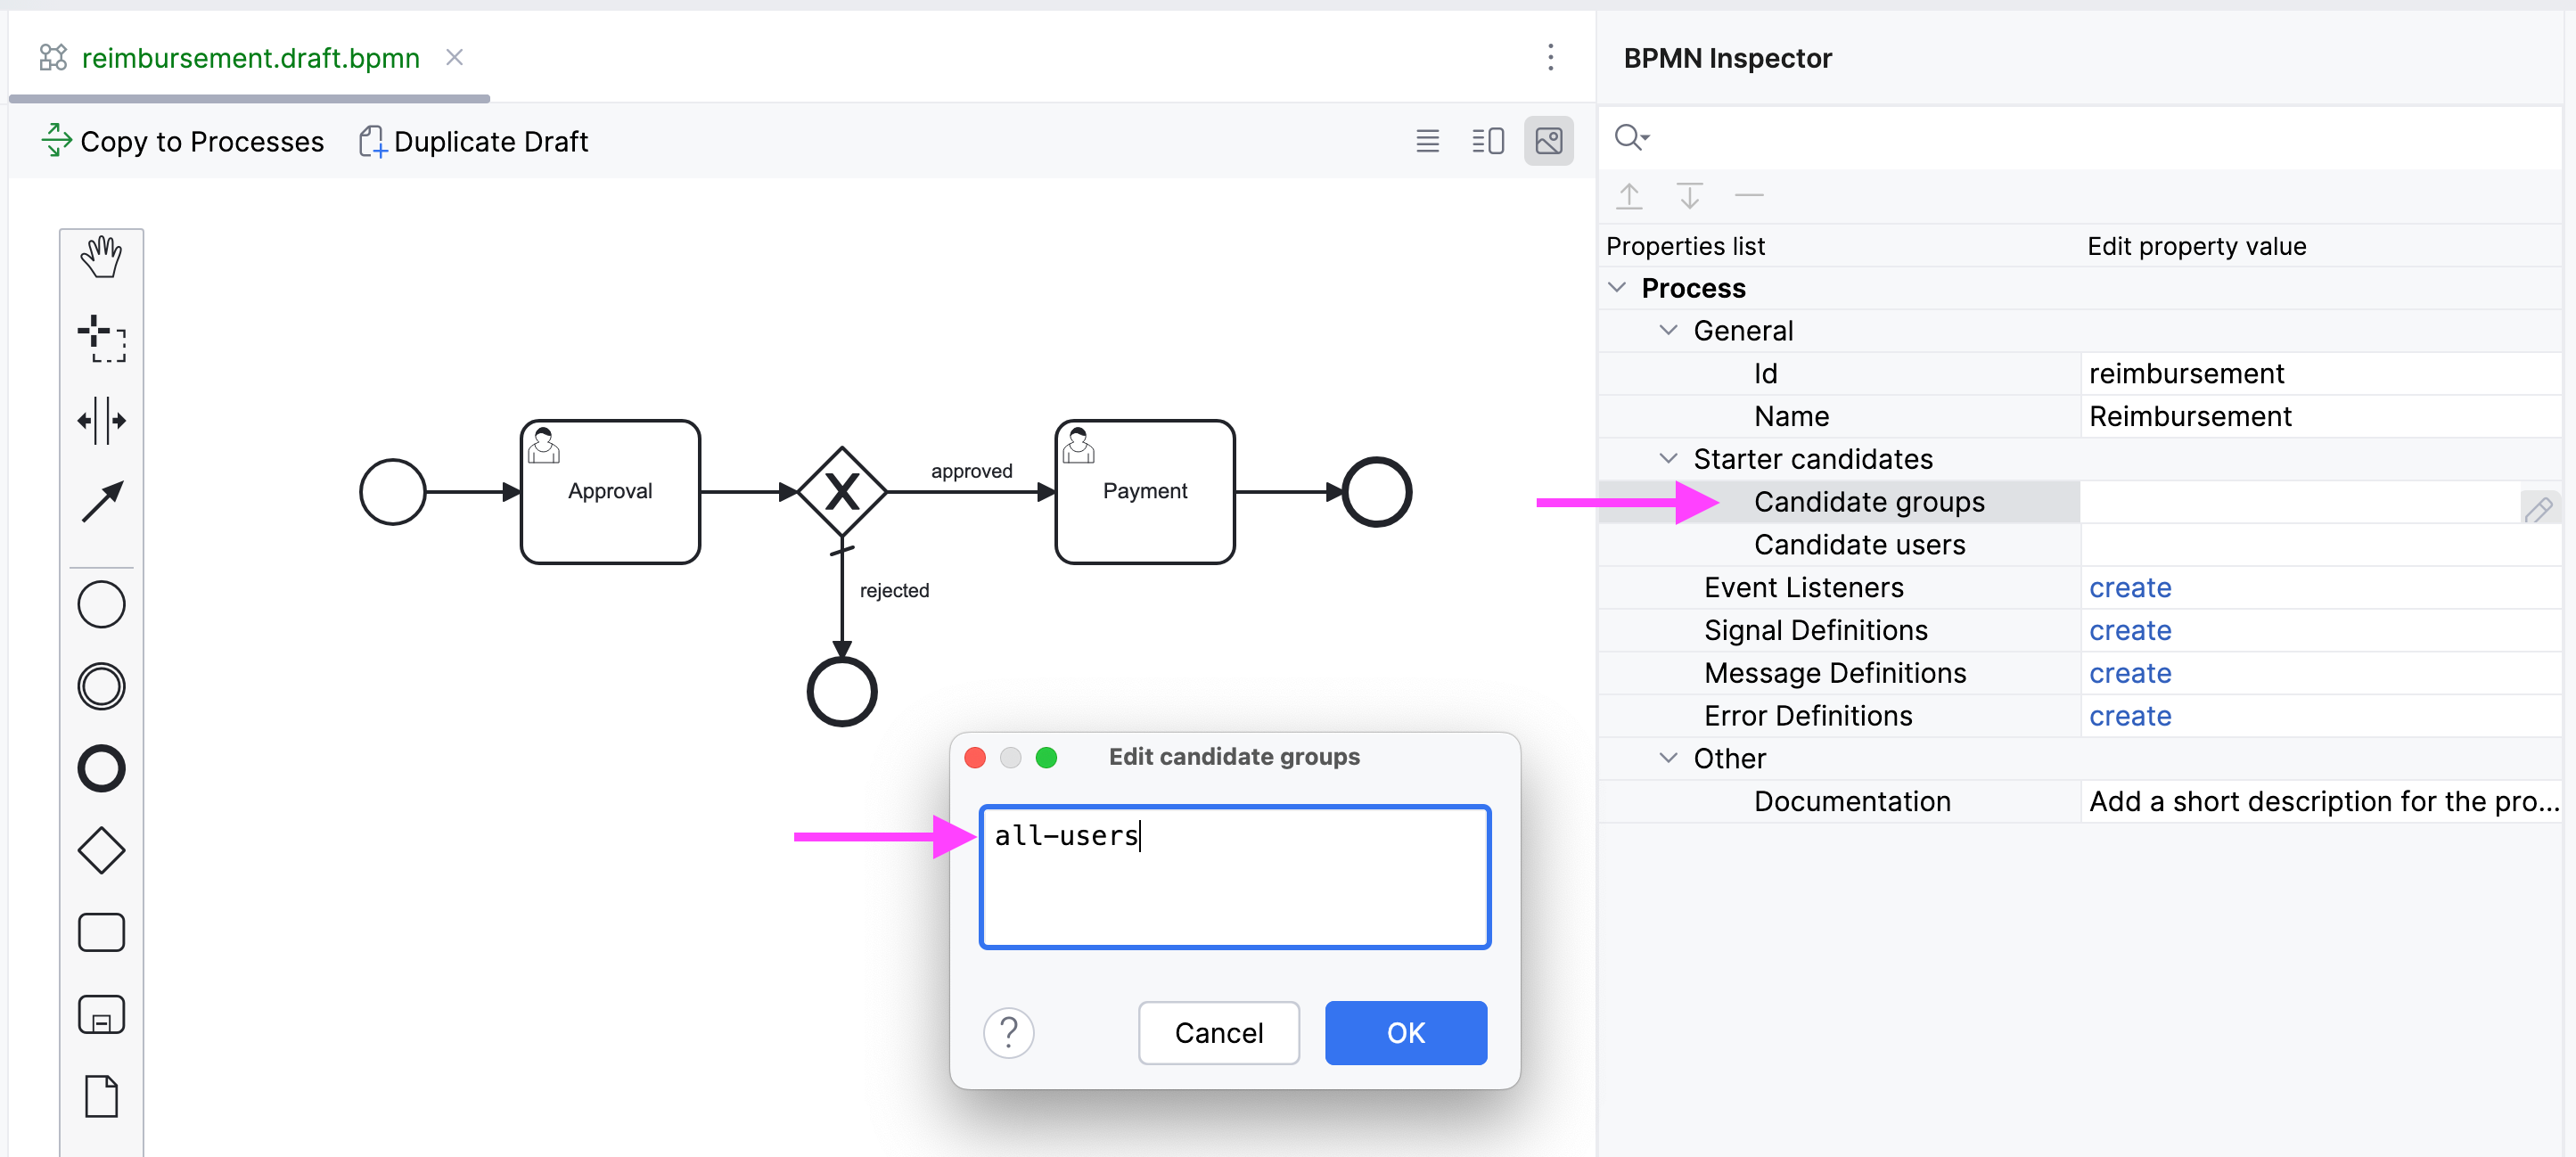 reimbursement.draft.bpmn
BPMN Inspector
Copy to Processes
Duplicate Draft
Properties list
Edit property value
Process
General
Id
reimbursement
Name
Reimbursement
Starter candidates
Candidate groups
Candidate users
Event Listeners
create
Signal Definitions
create
Message Definitions
create
Error Definitions
create
Other
Documentation
Add a short description for the pro...
Approval
X
approved
Payment
rejected
Edit candidate groups
all-users
?
Cancel
OK